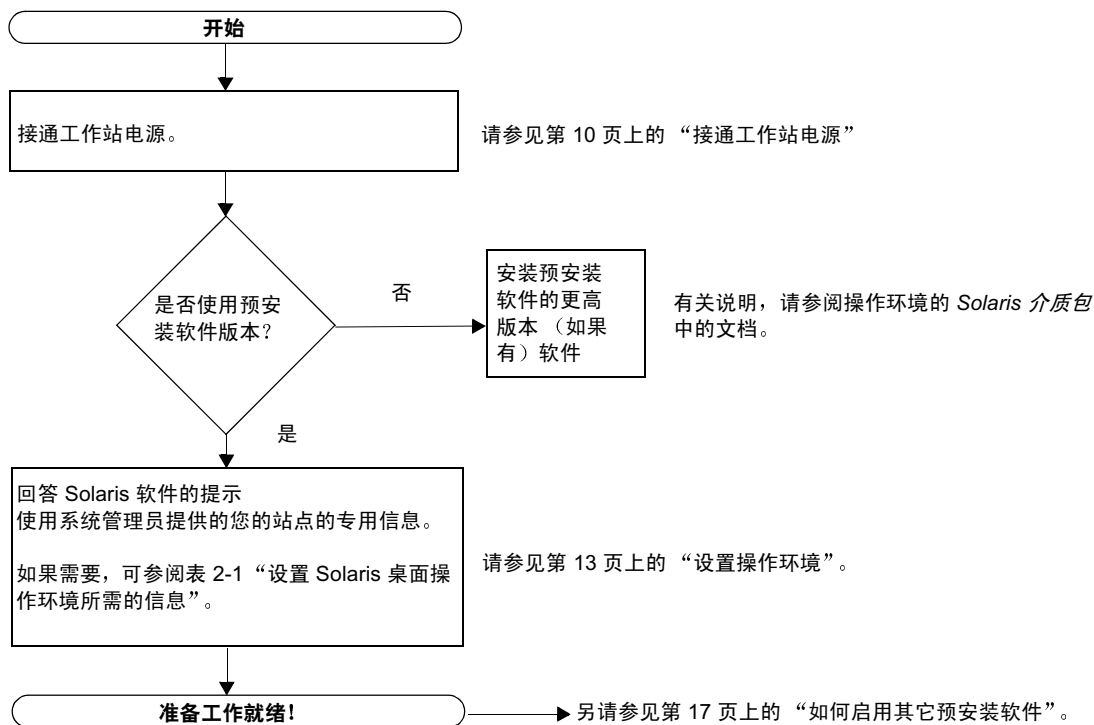 开始
接通工作站电源。
请参见第 10 页上的 “接通工作站电源”
是否使用预安
装软件版本？
否
安装预安装
软件的更高
版本 （如果
有）软件
有关说明，请参阅操作环境的 Solaris 介质包
中的文档。
是
回答 Solaris 软件的提示
使用系统管理员提供的您的站点的专用信息。
如果需要，可参阅表 2-1 “设置 Solaris 桌面操
作环境所需的信息”。
请参见第 13 页上的 “设置操作环境”。
准备工作就绪！
另请参见第 17 页上的 “如何启用其它预安装软件”。